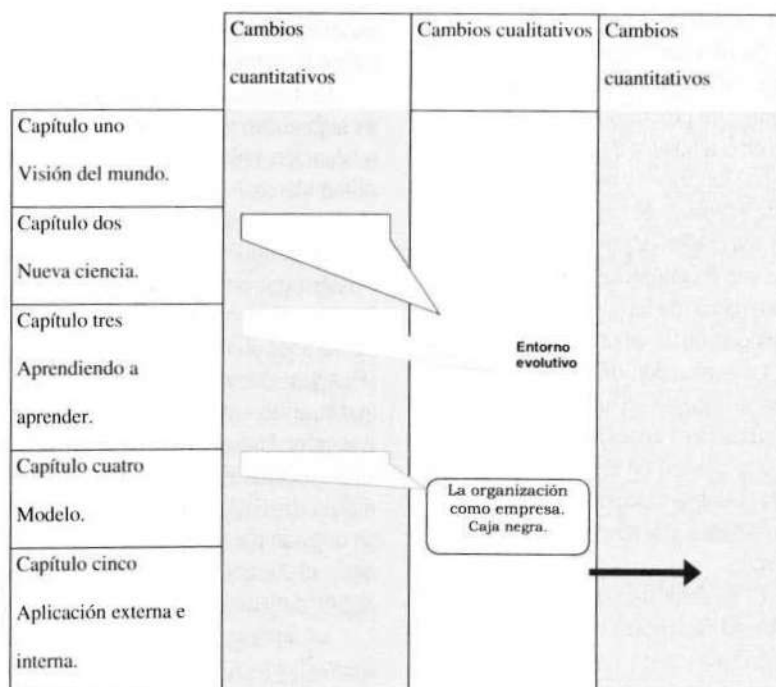 Cambios
cuantitativos
Cambios cualitativos
Cambios
cuantitativos
Capítulo uno
Visión del mundo.
Capítulo dos
Nueva ciencia.
Capítulo tres
Aprendiendo a
aprender.
Entorno
evolutivo
Capítulo cuatro
Modelo.
La organización
como empresa.
Caja negra.
Capítulo cinco
Aplicación externa e
interna.